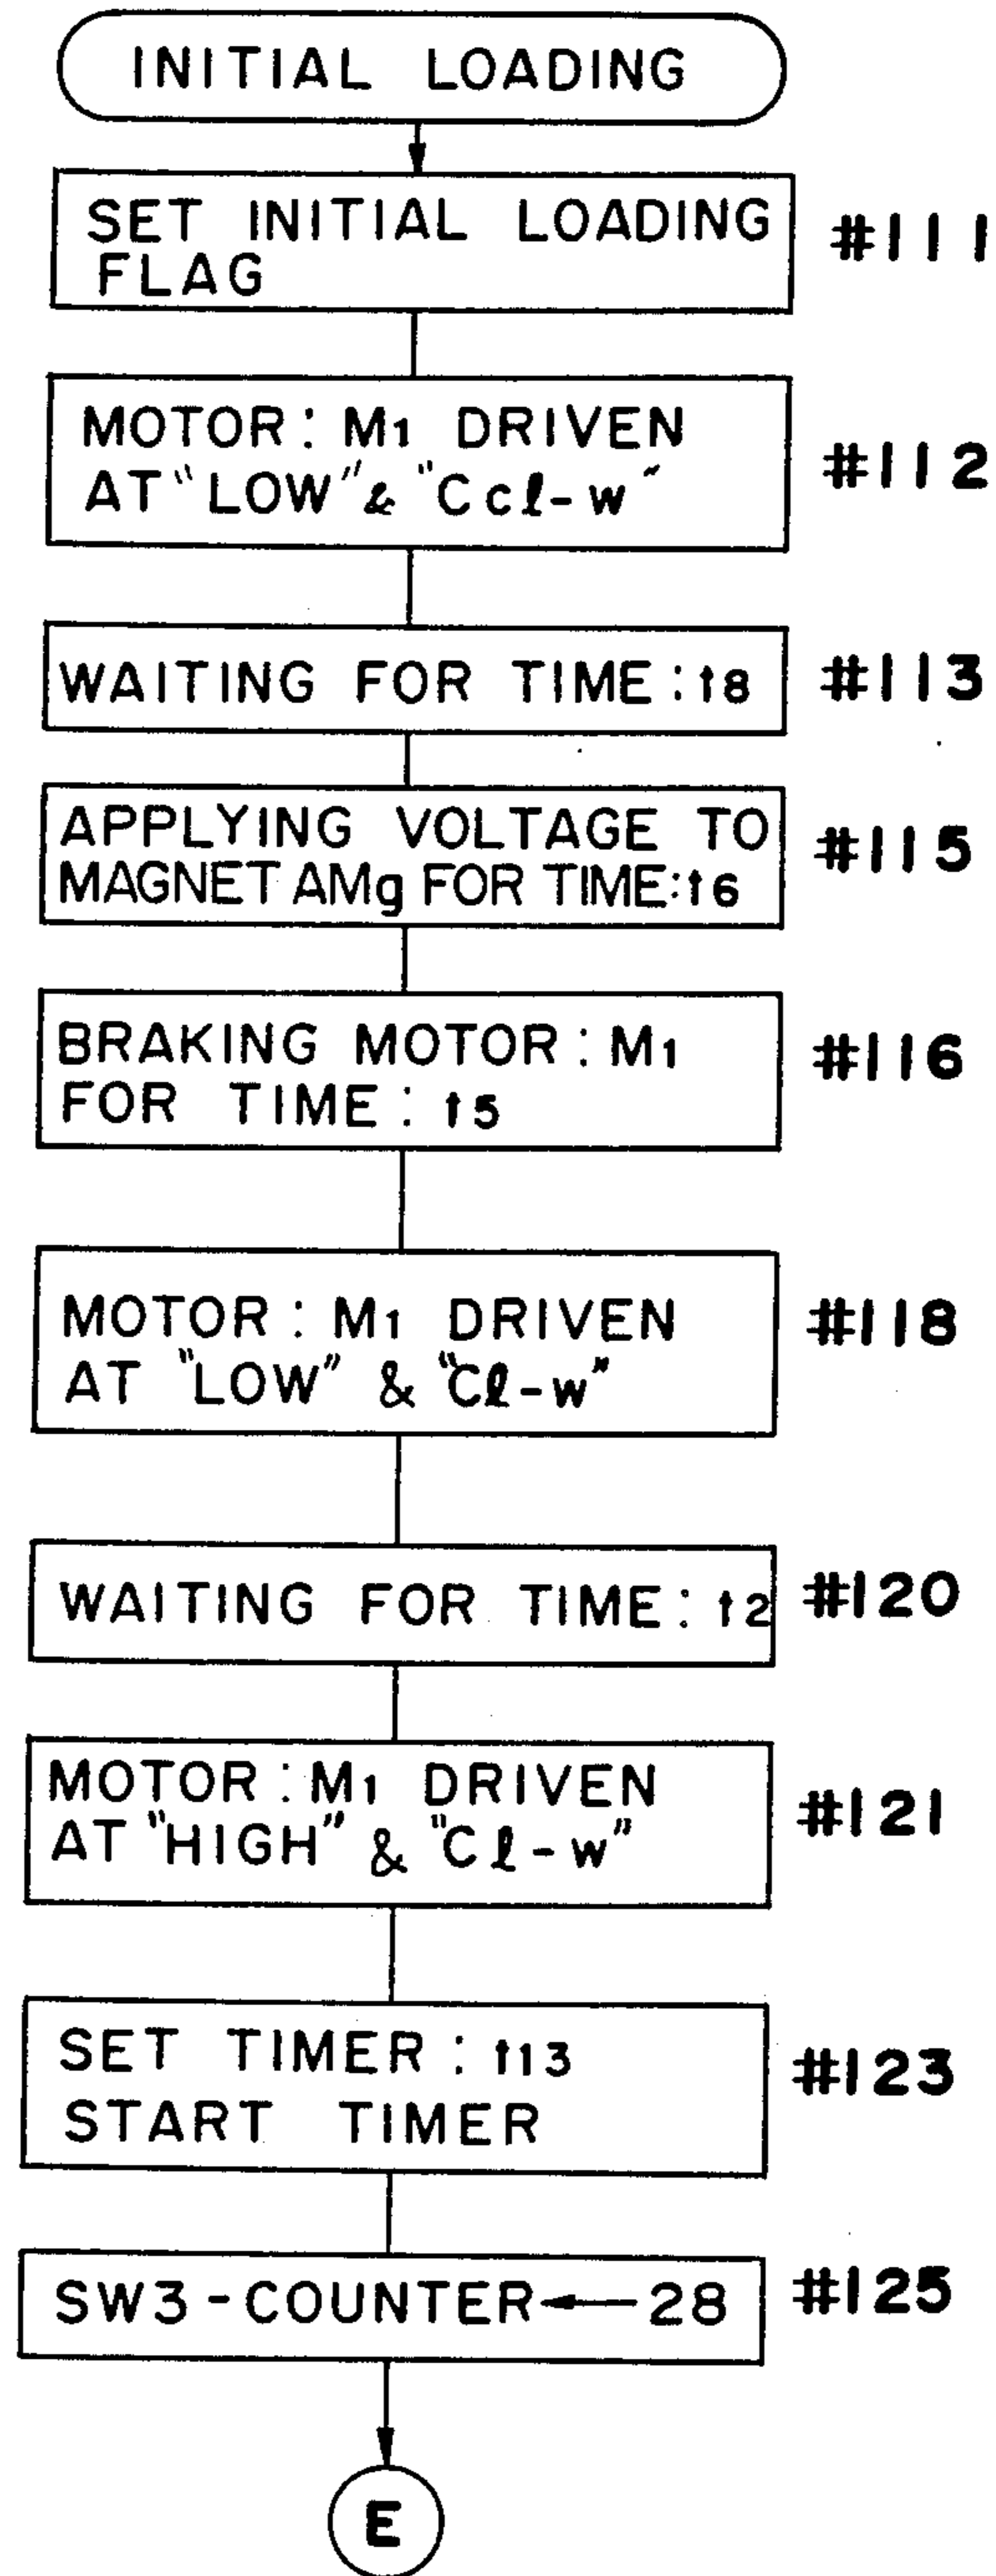 INITIAL LOADING
SET INITIAL LOADING #111
FLAG
MOTOR: M1 DRIVEN
AT "LOW" & "Ccl-w" #112
WAITING FOR TIME: t8 #113
APPLYING VOLTAGE TO #115
MAGNET AMg FOR TIME: t6
BRAKING MOTOR: M1 #116
FOR TIME: t5
MOTOR: M1 DRIVEN #118
AT "LOW" & "Cl-w"
WAITING FOR TIME: t2 #120
MOTOR: M1 DRIVEN #121
AT "HIGH" & "Cl-w"
SET TIMER: t13 #123
START TIMER
SW3-COUNTER ← 28 #125
E